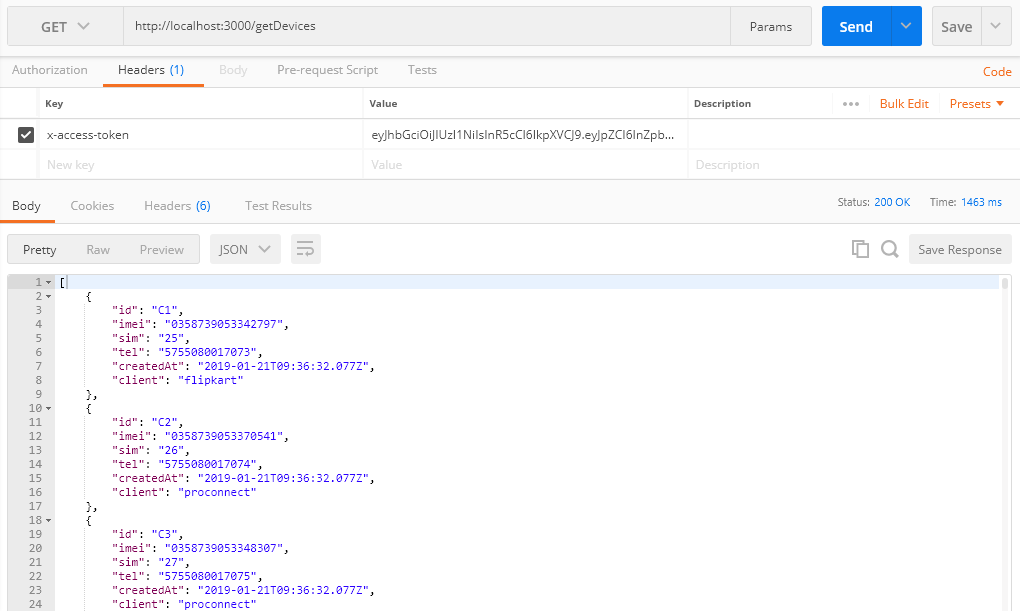 GET http://localhost:3000/getDevices Params Send Save
Authorization Headers (1) Body Pre-request Script Tests Code
Key Value Description ••• Bulk Edit Presets
x-access-token eyJhbGciOiJIUzI1NiIsInR5cCI6IkpXVCJ9.eyJpZCI6InZpb...
New key Value Description
Body Cookies Headers (6) Test Results Status: 200 OK Time: 1463 ms
Pretty Raw Preview JSON Save Response
1 [
2 {
3 "id": "C1",
4 "imei": "0358739053342797",
5 "sim": "25",
6 "tel": "5755080017073",
7 "createdAt": "2019-01-21T09:36:32.077Z",
8 "client": "flipkart"
9 },
10 {
11 "id": "C2",
12 "imei": "0358739053370541",
13 "sim": "26",
14 "tel": "5755080017074",
15 "createdAt": "2019-01-21T09:36:32.077Z",
16 "client": "proconnect"
17 },
18 {
19 "id": "C3",
20 "imei": "0358739053348307",
21 "sim": "27",
22 "tel": "5755080017075",
23 "createdAt": "2019-01-21T09:36:32.077Z",
24 "client": "proconnect"